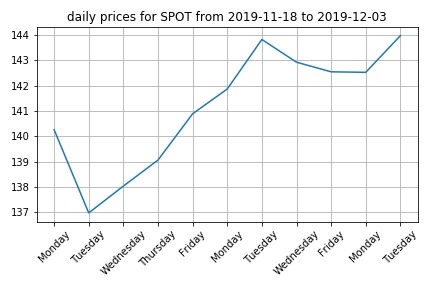 daily prices for SPOT from 2019-11-18 to 2019-12-03
144
143
142
141
140
139
138
137
Monday
Tuesday
Wednesday
Thursday
Friday
Monday
Tuesday
Wednesday
Friday
Monday
Tuesday